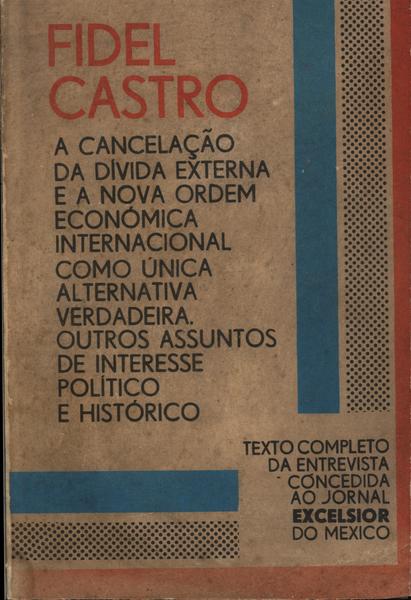 FIDEL
CASTRO
A CANCELAÇÃO
DA DÍVIDA EXTERNA
E A NOVA ORDEM
ECONÓMICA
INTERNACIONAL
COMO ÚNICA
ALTERNATIVA
VERDADEIRA.
OUTROS ASSUNTOS
DE INTERESSE
POLÍTICO
E HISTÓRICO
TEXTO COMPLETO
DA ENTREVISTA
CONCEDIDA
AO JORNAL
EXCELSIOR
DO MEXICO